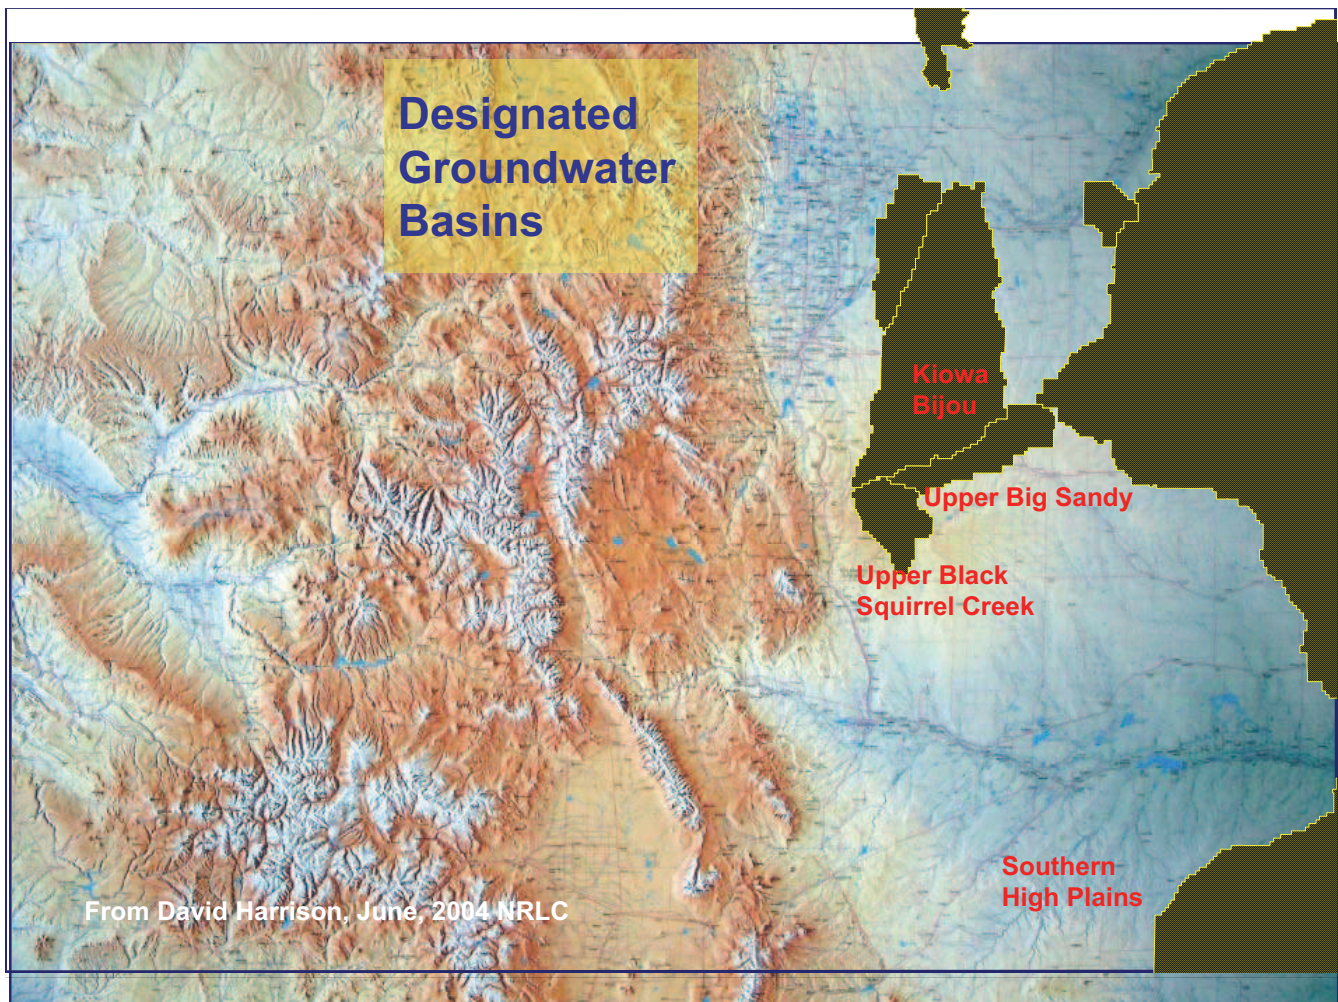 Designated
Groundwater
Basins
Kiowa
Bijou
Upper Big Sandy
Upper Black
Squirrel Creek
Southern
High Plains
From David Harrison, June, 2004 NRLC